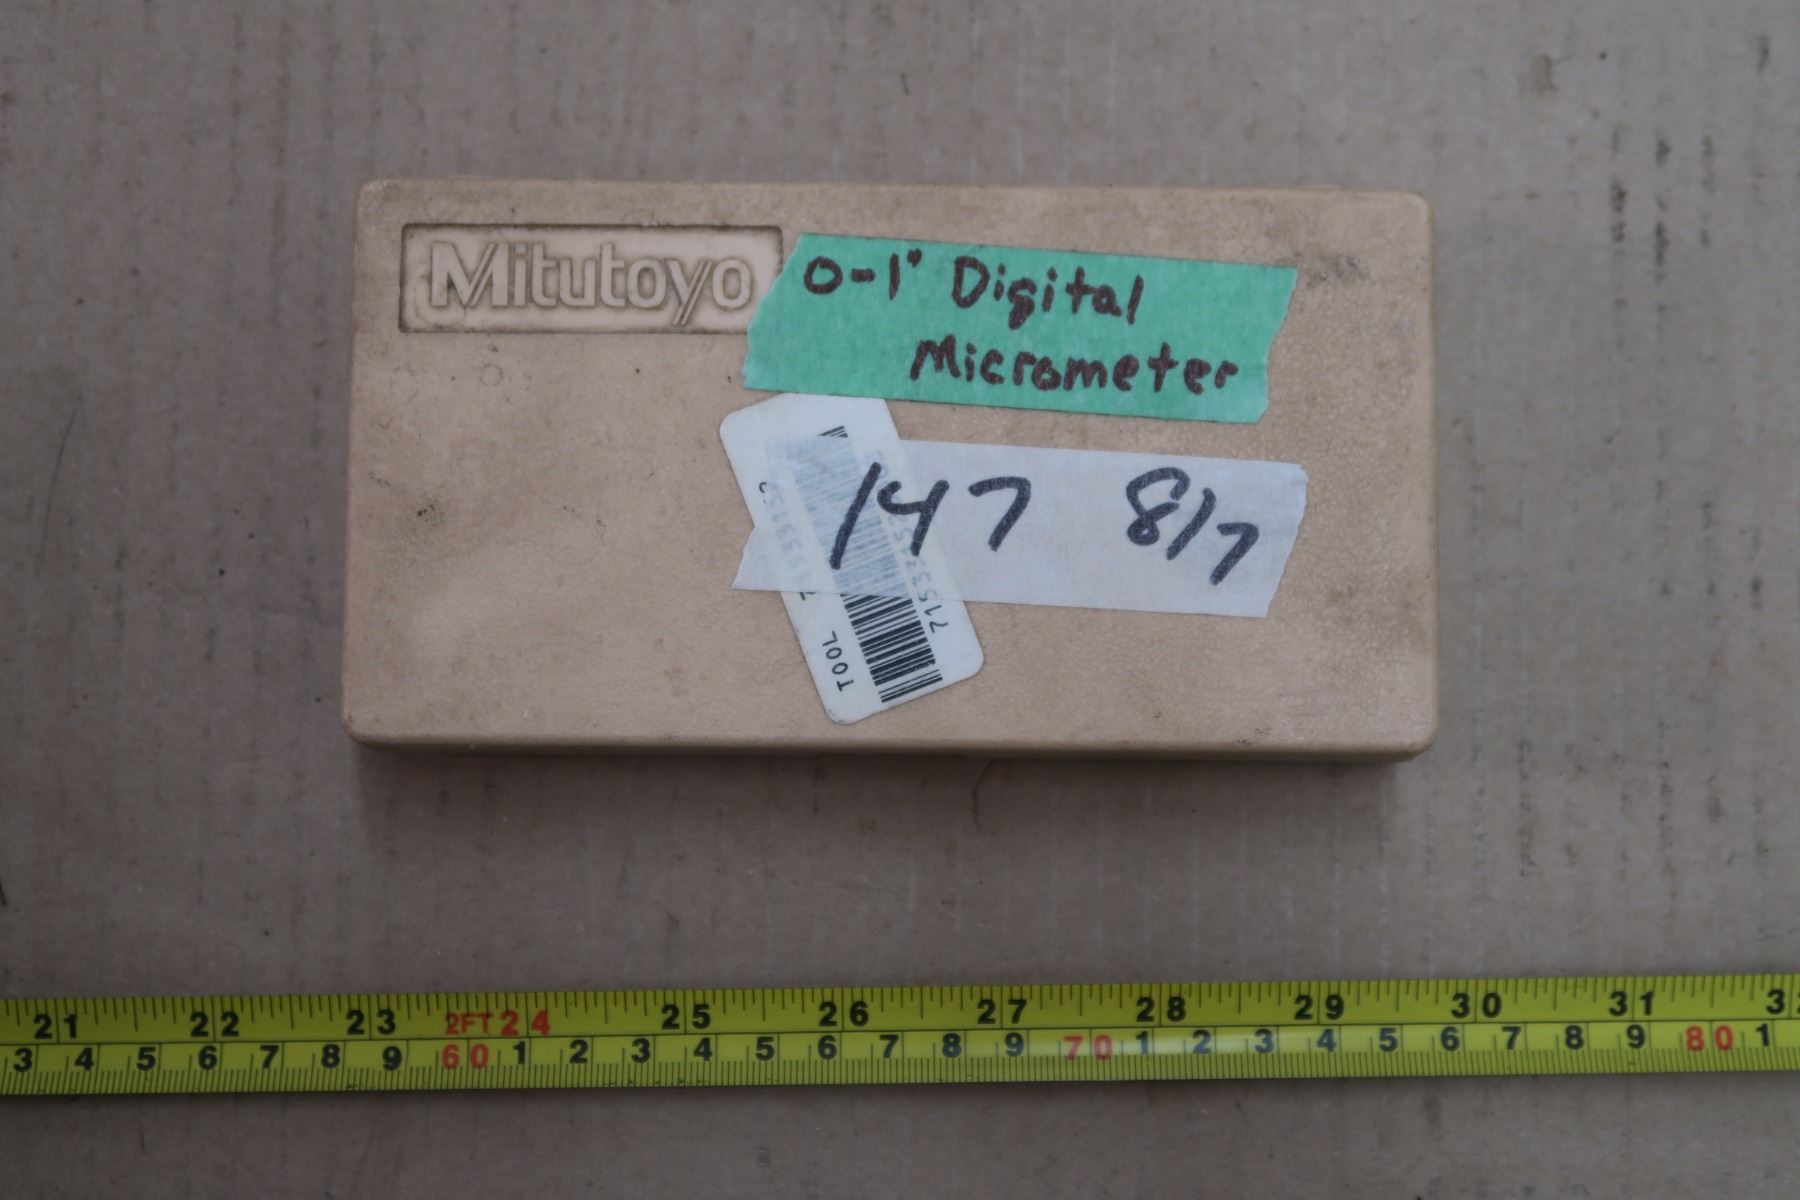 Mitutoyo
0-1" Digital
Micrometer
147 8/7
TOOL
21 22 23 2FT 24 25 26 27 28 29 30 31
3 4 5 6 7 8 9 60 1 2 3 4 5 6 7 8 9 70 1 2 3 4 5 6 7 8 9 80 1